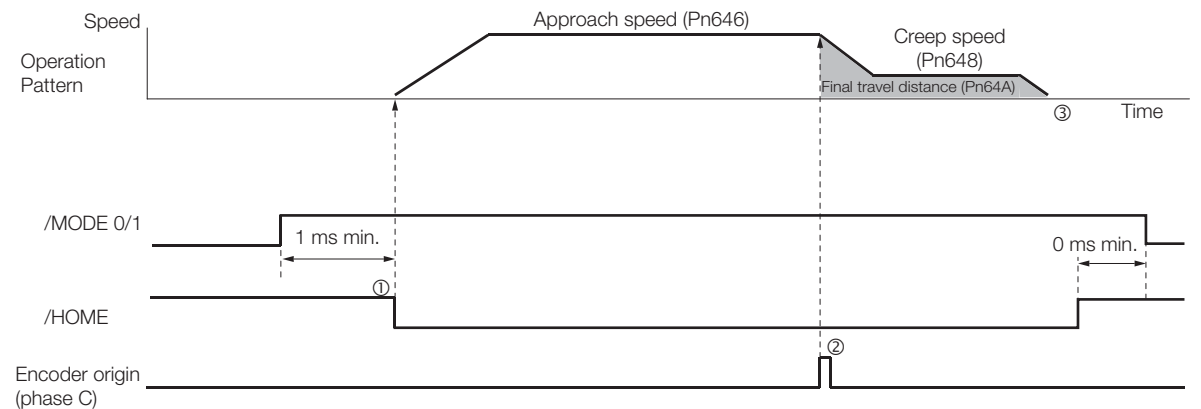 Speed
Approach speed (Pn646)
Creep speed
(Pn648)
Operation
Pattern
Final travel distance (Pn64A)
③
Time
/MODE 0/1
1 ms min.
0 ms min.
①
/HOME
②
Encoder origin
(phase C)